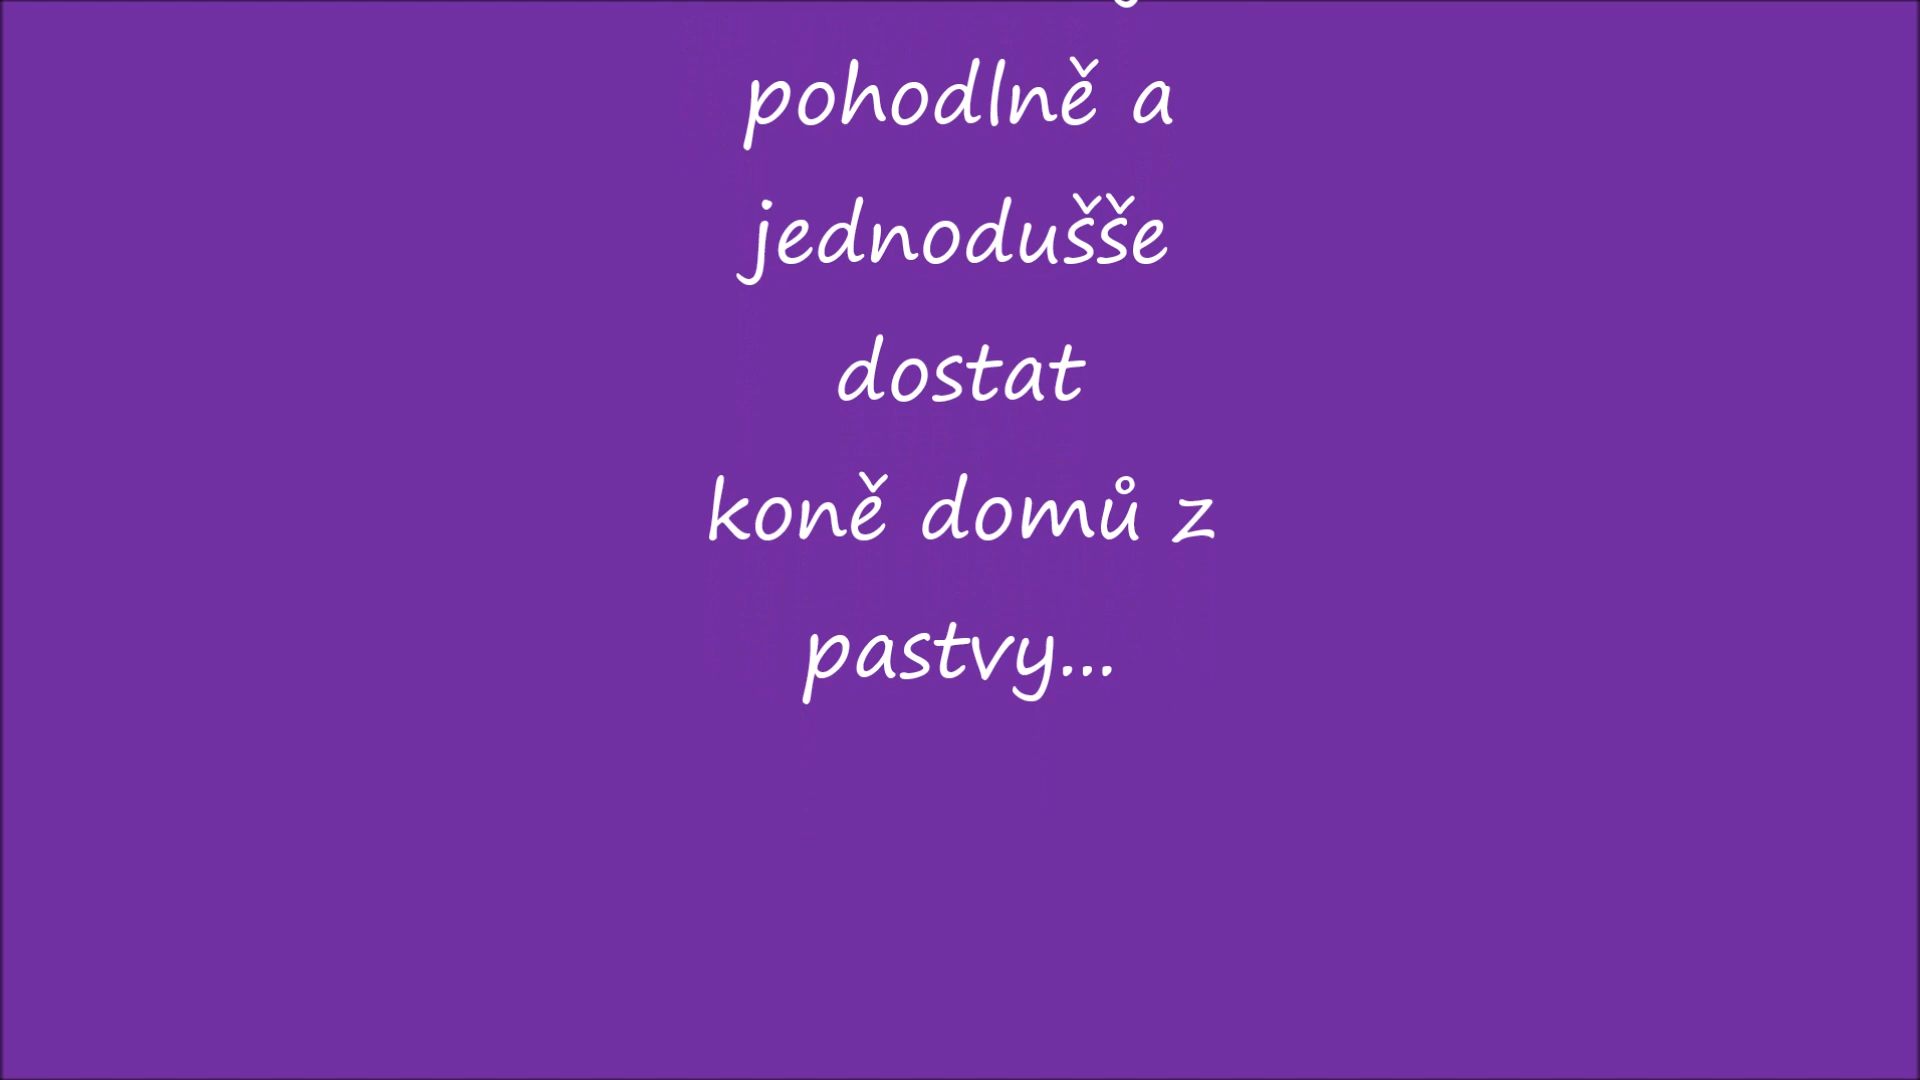 pohodlně a
jednodušše
dostat
koně domů z
pastvy...